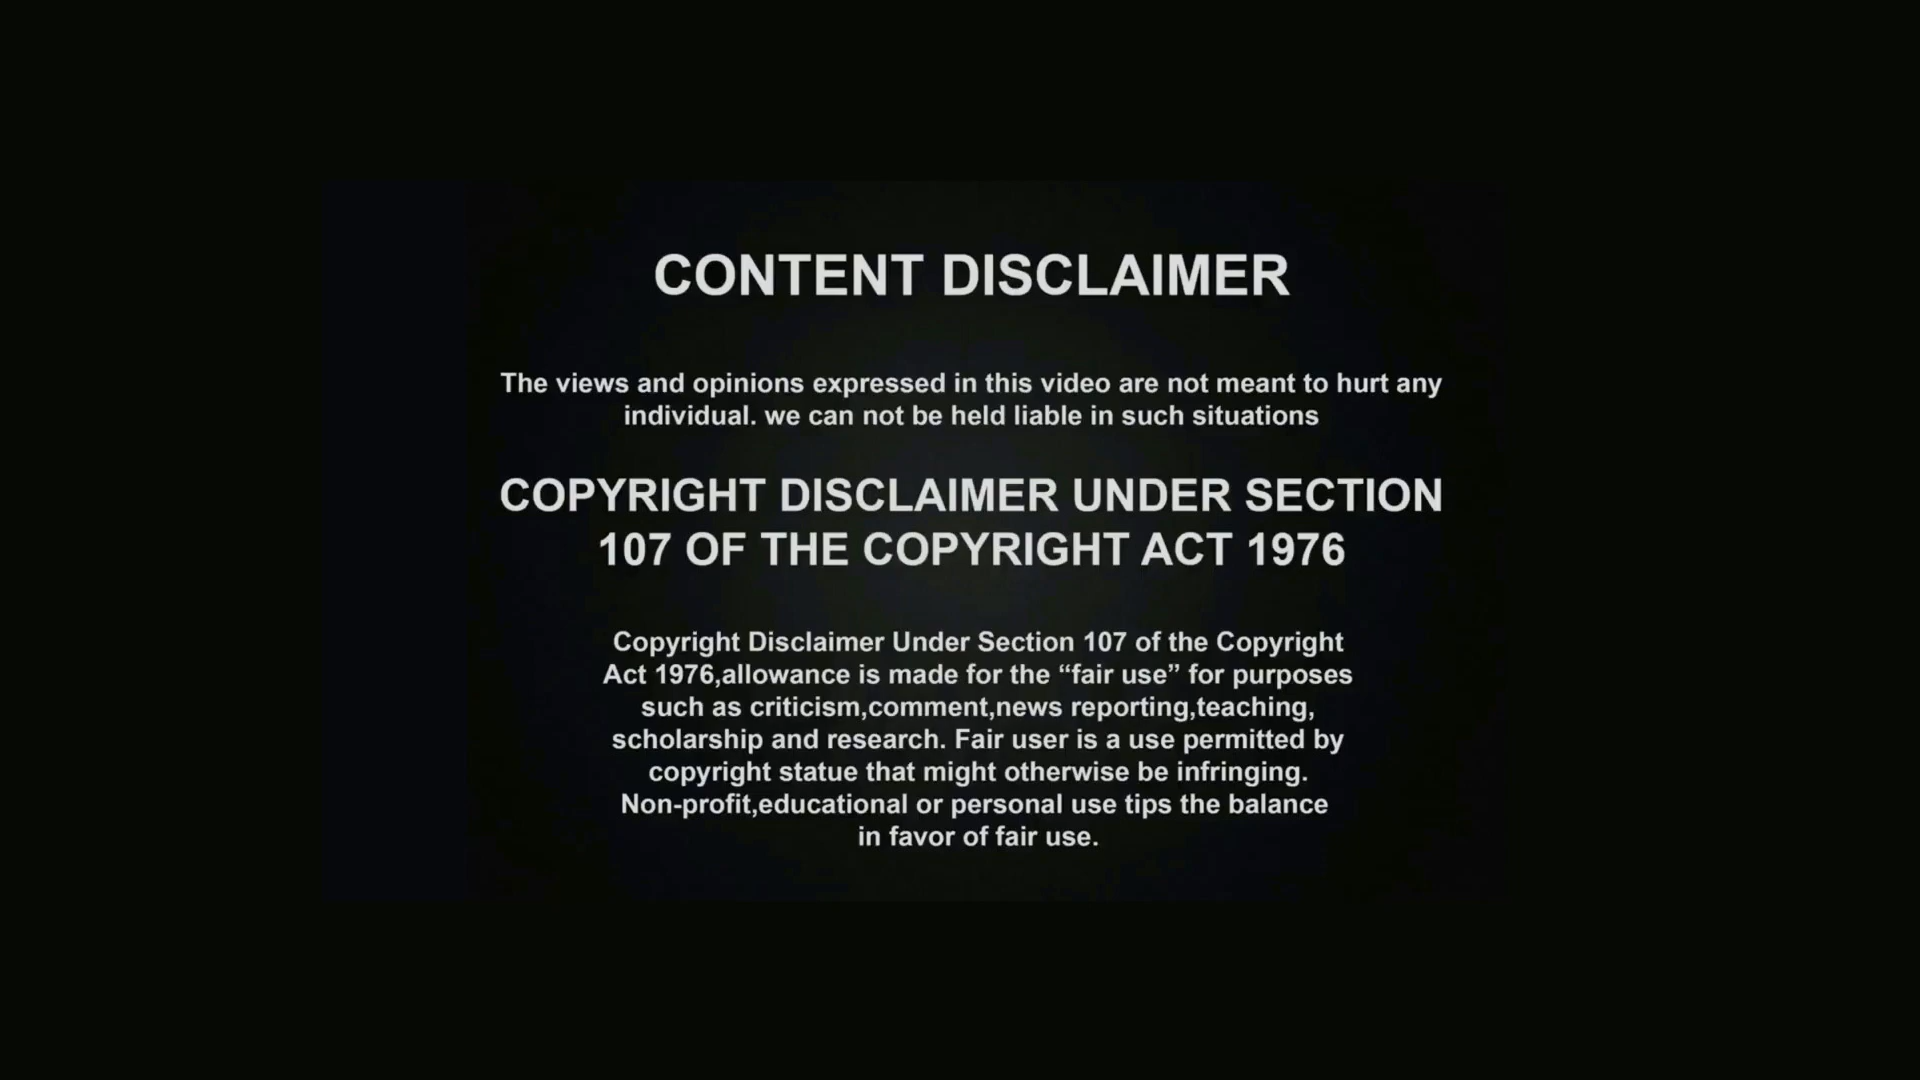 CONTENT DISCLAIMER
The views and opinions expressed in this video are not meant to hurt any
individual. we can not be held liable in such situations
COPYRIGHT DISCLAIMER UNDER SECTION
107 OF THE COPYRIGHT ACT 1976
Copyright Disclaimer Under Section 107 of the Copyright
Act 1976,allowance is made for the “fair use” for purposes
such as criticism,comment,news reporting,teaching,
scholarship and research. Fair user is a use permitted by
copyright statue that might otherwise be infringing.
Non-profit,educational or personal use tips the balance
in favor of fair use.